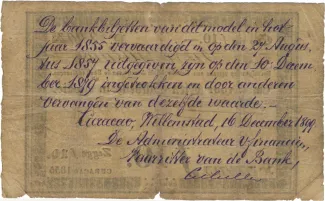 De bankbiljetten van dit model in het
jaar 1855 vervaardigd en op den 29 Augus,
tus 1857 uitgegeven zijn op den 10 Decem
ber 1899 ingetrokken en door anderen
vervangen van dezelfde waarde.—
Curaçao, Willemstad, 16 December 1899
De Administrateur v. financien,
Voorzitter van de Bank,